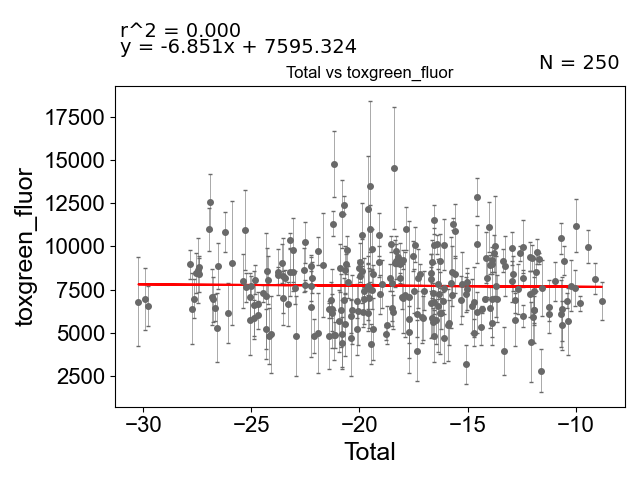 r^2 = 0.000
y = -6.851x + 7595.324
N = 250
Total vs toxgreen_fluor
17500
15000
12500
10000
7500
5000
2500
toxgreen_fluor
−30
−25
−20
−15
−10
Total